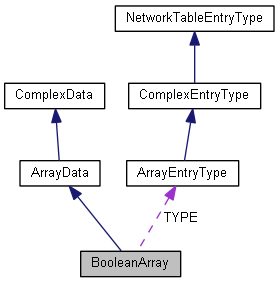 NetworkTableEntryType
ComplexData
ComplexEntryType
ArrayData
ArrayEntryType
TYPE
BooleanArray